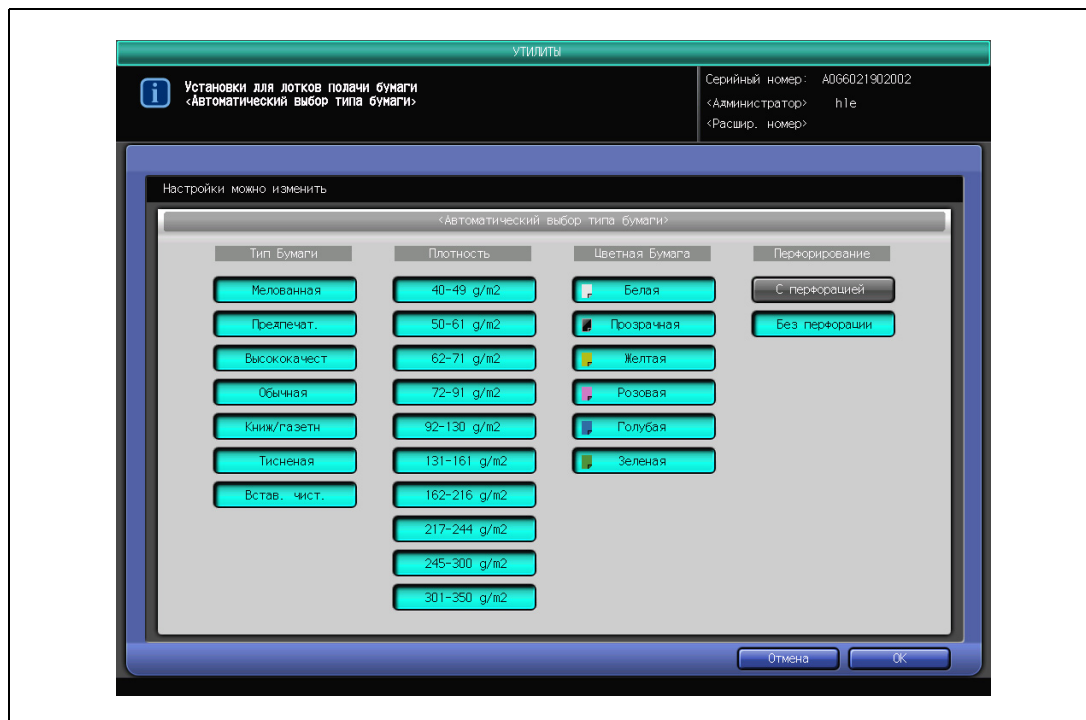 УТИЛИТЫ
Установки для лотков подачи бумаги
<Автоматический выбор типа бумаги>
Серийный номер: A0G6021902002
<Администратор> hle
<Расшир. номер>
Настройки можно изменить
<Автоматический выбор типа бумаги>
Тип Бумаги
Плотность
Цветная Бумага
Перфорирование
Мелованная
40-49 g/m2
Белая
С перфорацией
Предпечат.
50-61 g/m2
Прозрачная
Без перфорации
Высококачест
62-71 g/m2
Желтая
Обычная
72-91 g/m2
Розовая
Книж/газетн
92-130 g/m2
Голубая
Тисненая
131-161 g/m2
Зеленая
Встав. чист.
162-216 g/m2
217-244 g/m2
245-300 g/m2
301-350 g/m2
Отмена
OK